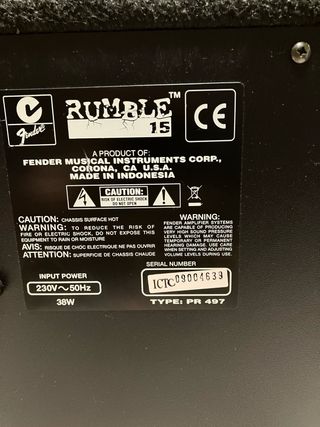 RUMBLE™
15
Fender
CE
A PRODUCT OF:
FENDER MUSICAL INSTRUMENTS CORP.,
CORONA, CA U.S.A.
MADE IN INDONESIA
CAUTION:
RISK OF ELECTRIC SHOCK
DO NOT OPEN
CAUTION: CHASSIS SURFACE HOT
WARNING: TO REDUCE THE RISK OF
FIRE OR ELECTRIC SHOCK, DO NOT EXPOSE THIS
EQUIPMENT TO RAIN OR MOISTURE
AVIS: RISQUE DE CHOC ELECTRIQUE NE PAS OUVRIR
ATTENTION: SUPERFICIE DE CHASSIS CHAUDE
WARNING:
FENDER AMPLIFIER SYSTEMS
ARE CAPABLE OF PRODUCING
VERY HIGH SOUND PRESSURE
LEVELS WHICH MAY CAUSE
TEMPORARY OR PERMANENT
HEARING DAMAGE. USE CARE
WHEN SETTING AND ADJUSTING
VOLUME LEVELS DURING USE.
INPUT POWER
230V~50Hz
38W
SERIAL NUMBER
ICTC09004639
TYPE: PR 497